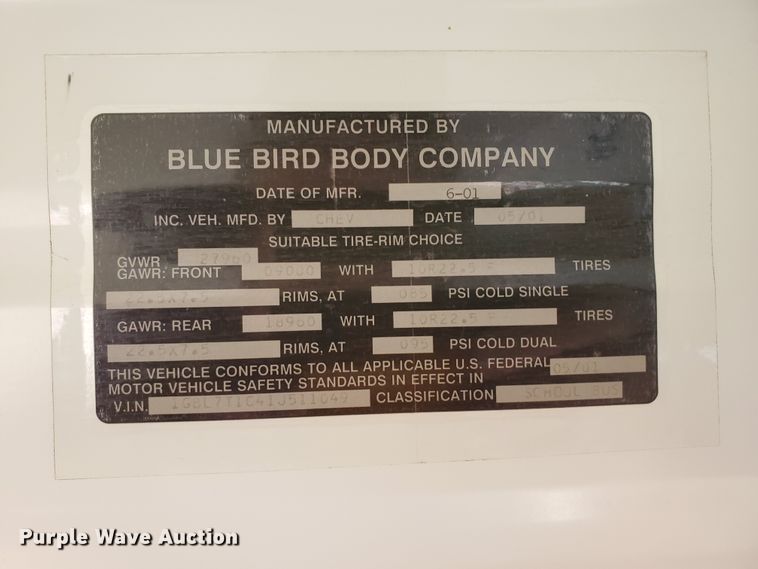 MANUFACTURED BY
BLUE BIRD BODY COMPANY
DATE OF MFR. 6-01
INC. VEH. MFD. BY CHEV DATE 05/01
SUITABLE TIRE-RIM CHOICE
GVWR 27960
GAWR: FRONT 09000 WITH 10R22.5 F TIRES
22.5X7.5 RIMS, AT 085 PSI COLD SINGLE
GAWR: REAR 18960 WITH 10R22.5 F TIRES
22.5X7.5 RIMS, AT 095 PSI COLD DUAL
THIS VEHICLE CONFORMS TO ALL APPLICABLE U.S. FEDERAL 05/01
MOTOR VEHICLE SAFETY STANDARDS IN EFFECT IN
V.I.N. CLASSIFICATION SCHOOL BUS
Purple Wave Auction